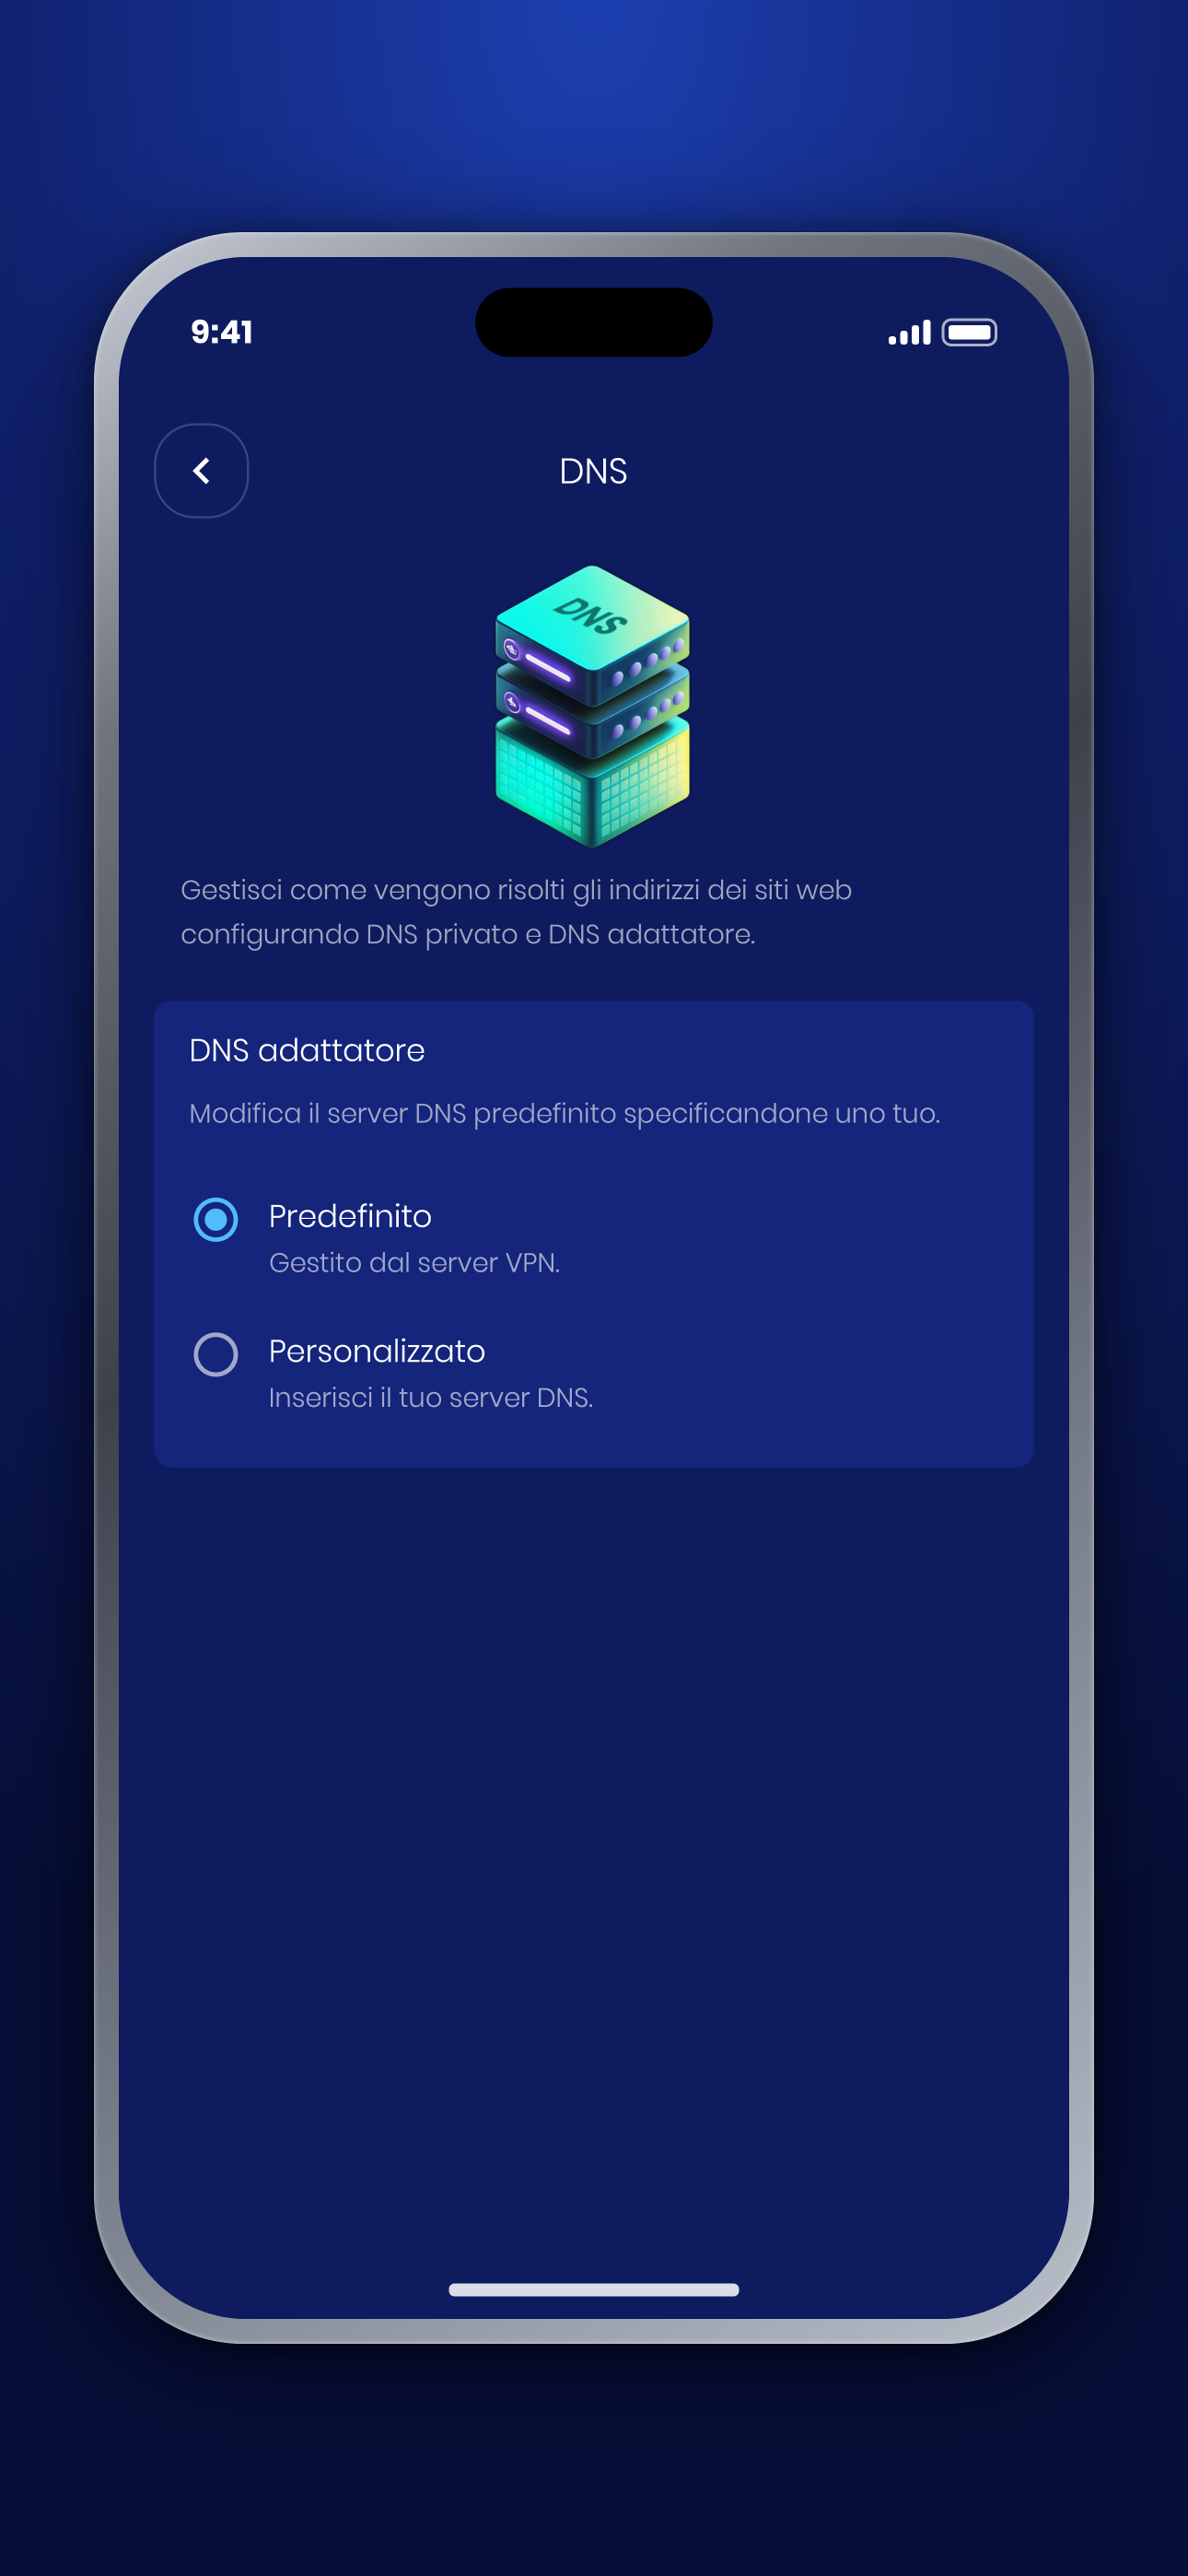 9:41
DNS
DNS
Gestisci come vengono risolti gli indirizzi dei siti web
configurando DNS privato e DNS adattatore.
DNS adattatore
Modifica il server DNS predefinito specificandone uno tuo.
Predefinito
Gestito dal server VPN.
Personalizzato
Inserisci il tuo server DNS.